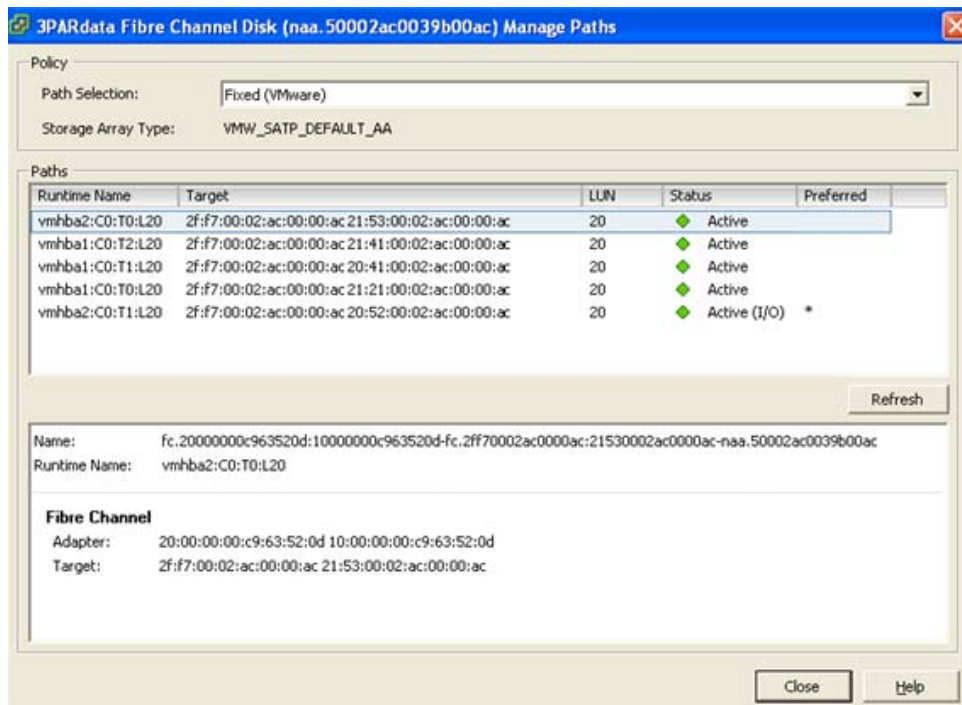 3PARdata Fibre Channel Disk (naa.50002ac0039b00ac) Manage Paths
Policy
Path Selection: Fixed (VMware)
Storage Array Type: VMW_SATP_DEFAULT_AA
Paths
Runtime Name Target LUN Status Preferred
vmhba2:C0:T0:L20 2f:f7:00:02:ac:00:00:ac 21:53:00:02:ac:00:00:ac 20 Active
vmhba1:C0:T2:L20 2f:f7:00:02:ac:00:00:ac 21:41:00:02:ac:00:00:ac 20 Active
vmhba1:C0:T1:L20 2f:f7:00:02:ac:00:00:ac 20:41:00:02:ac:00:00:ac 20 Active
vmhba1:C0:T0:L20 2f:f7:00:02:ac:00:00:ac 21:21:00:02:ac:00:00:ac 20 Active
vmhba2:C0:T1:L20 2f:f7:00:02:ac:00:00:ac 20:52:00:02:ac:00:00:ac 20 Active (I/O) *
Refresh
Name: fc.20000000c963520d:10000000c963520d-fc.2ff70002ac0000ac:21530002ac0000ac-naa.50002ac0039b00ac
Runtime Name: vmhba2:C0:T0:L20
Fibre Channel
Adapter: 20:00:00:00:c9:63:52:0d 10:00:00:00:c9:63:52:0d
Target: 2f:f7:00:02:ac:00:00:ac 21:53:00:02:ac:00:00:ac
Close Help